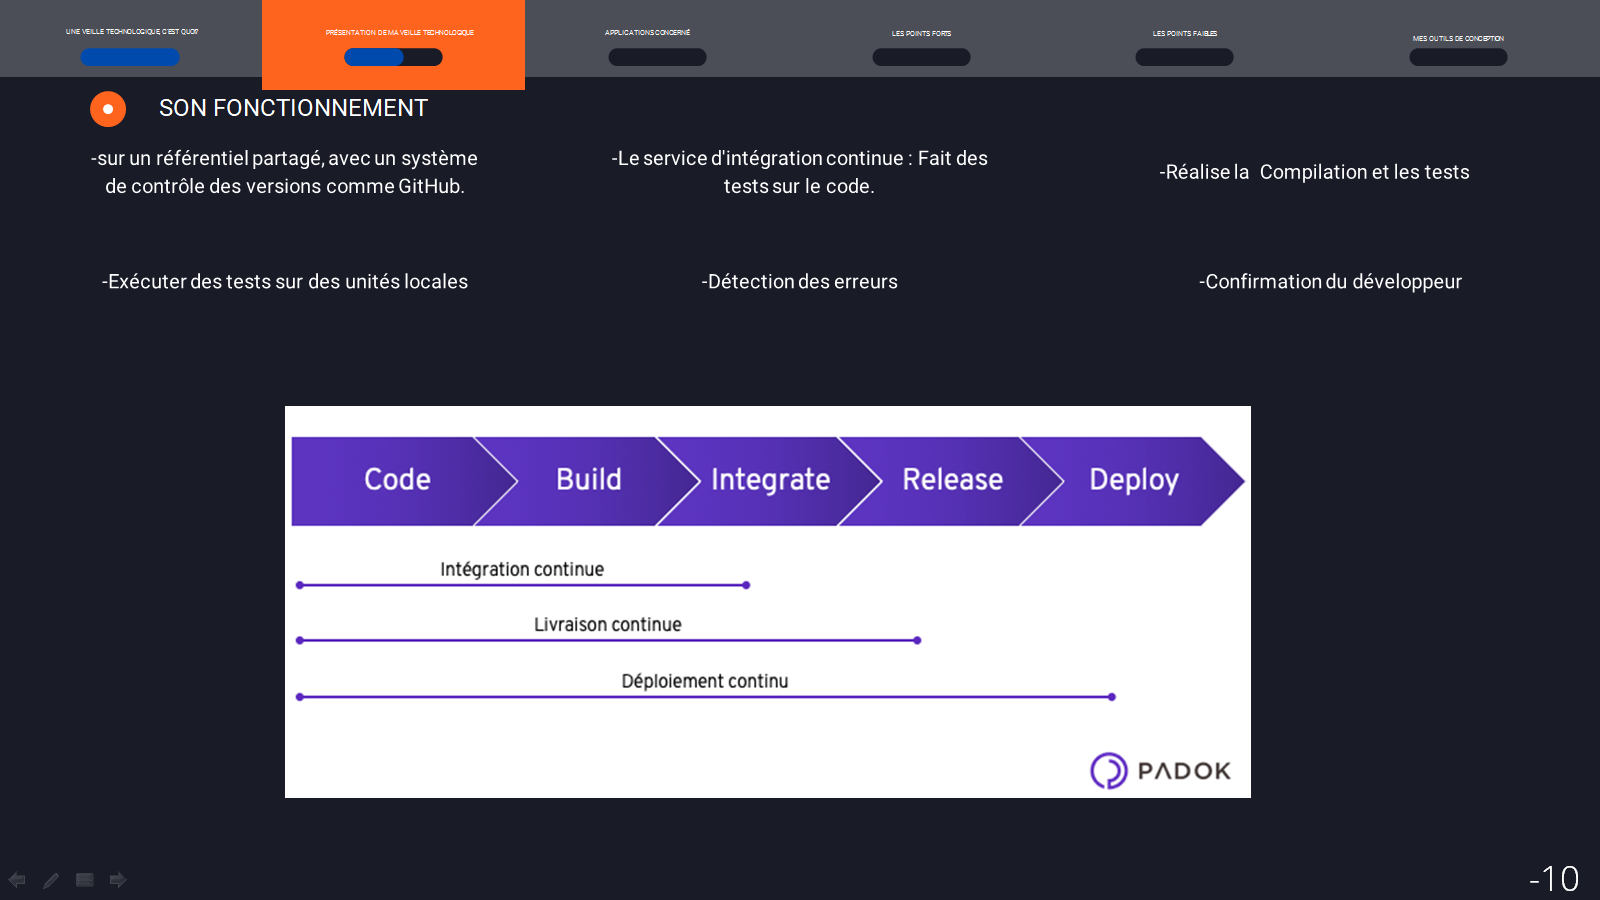 UNE VEILLE TECHNOLOGIQUE, C'EST QUOI?
PRÉSENTATION DE MA VEILLE TECHNOLOGIQUE
APPLICATIONS CONCERNÉ
LES POINTS FORTS
LES POINTS FAIBLES
MES OUTILS DE CONCEPTION
SON FONCTIONNEMENT
-sur un référentiel partagé, avec un système
de contrôle des versions comme GitHub.
-Le service d'intégration continue : Fait des
tests sur le code.
-Réalise la Compilation et les tests
-Exécuter des tests sur des unités locales
-Détection des erreurs
-Confirmation du développeur
Code
Build
Integrate
Release
Deploy
Intégration continue
Livraison continue
Déploiement continu
PADOK
-10